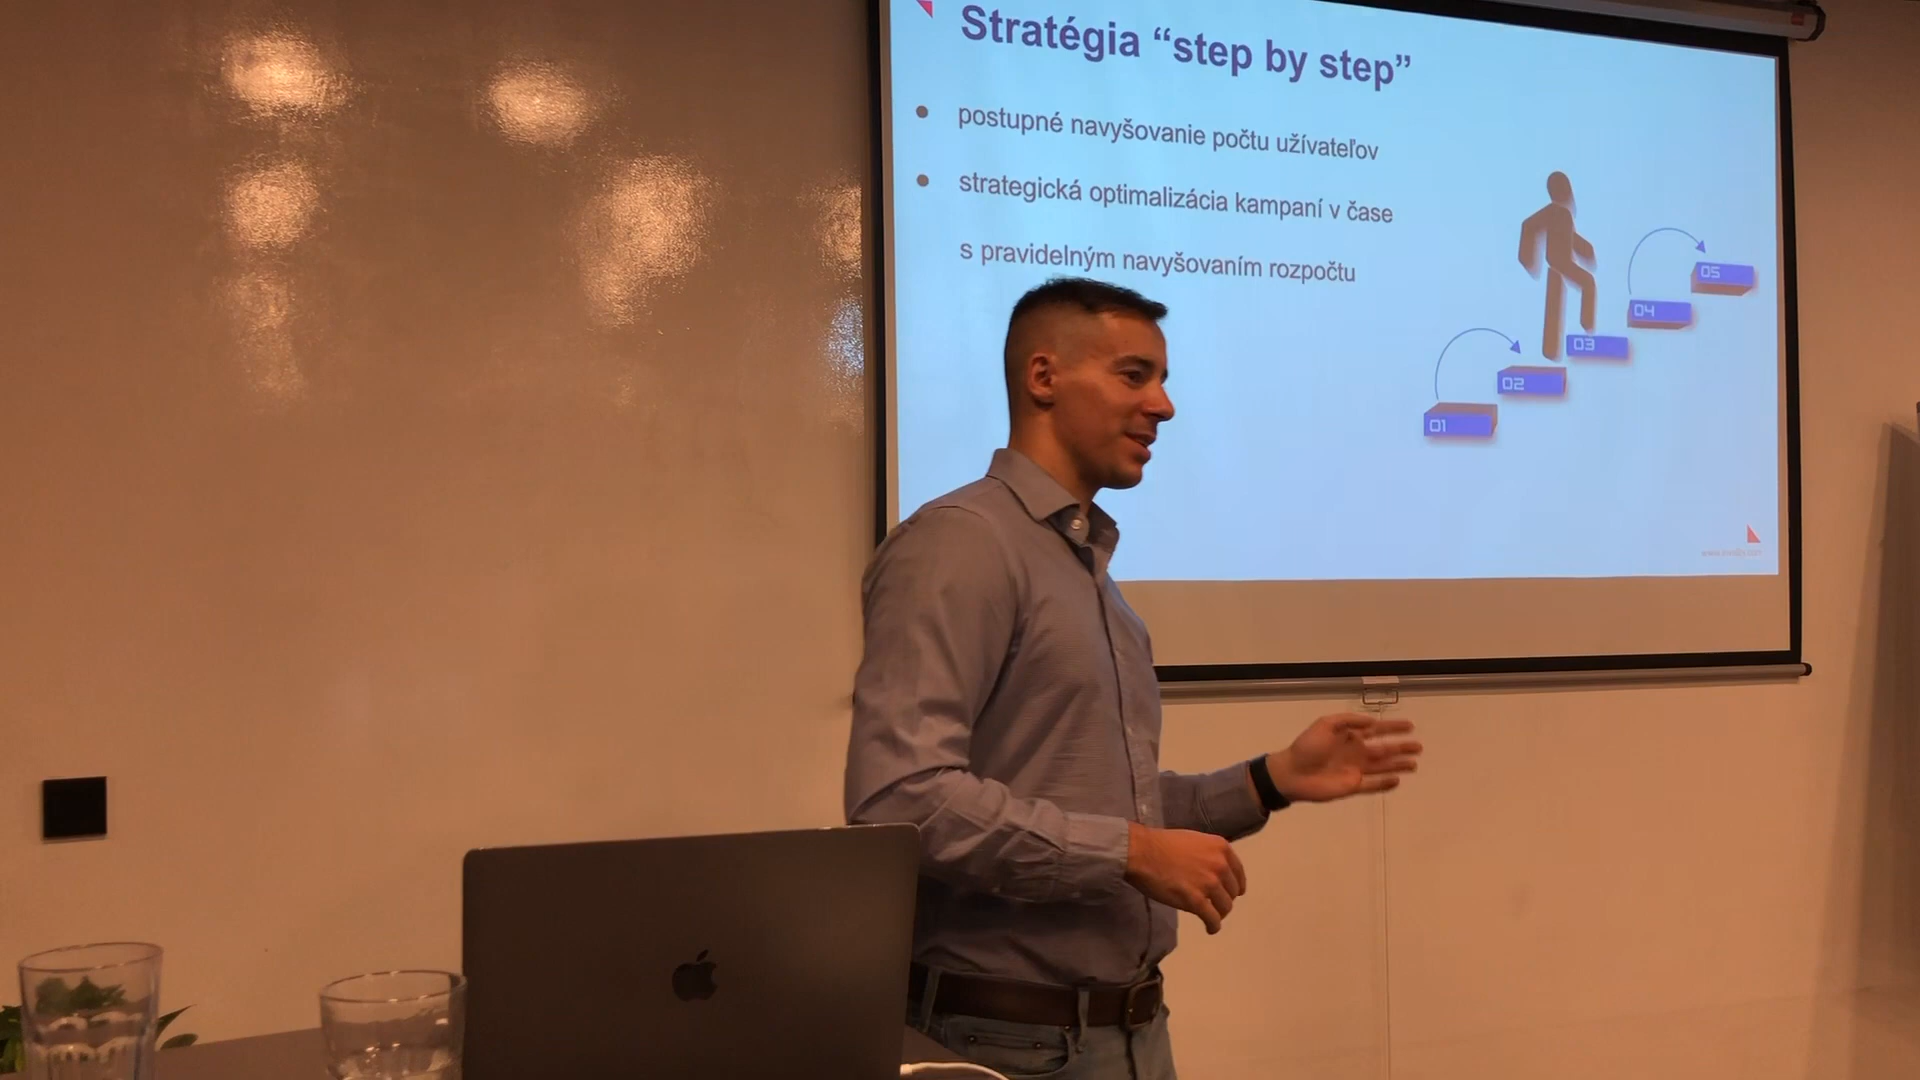 Stratégia “step by step”
postupné navyšovanie počtu užívateľov
strategická optimalizácia kampaní v čase
s pravidelným navyšovaním rozpočtu
05
04
03
02
01